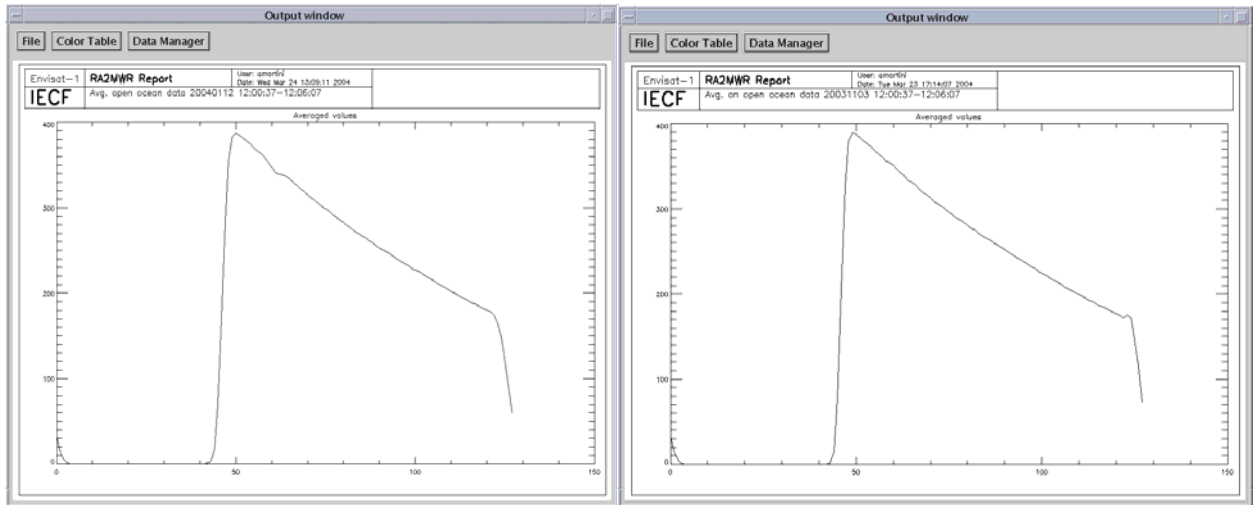 Output window
File Color Table Data Manager
Envisat-1 RA2MWR Report User: amartini
Date: Wed Mar 24 13:09:11 2004
IECF Avg. open ocean data 20040112 12:00:37-12:06:07
Averaged values
400
300
200
100
0
0 50 100 150
Output window
File Color Table Data Manager
Envisat-1 RA2MWR Report User: amartini
Date: Tue Mar 23 17:14:07 2004
IECF Avg. on open ocean data 20031103 12:00:37-12:06:07
Averaged values
400
300
200
100
0
0 50 100 150